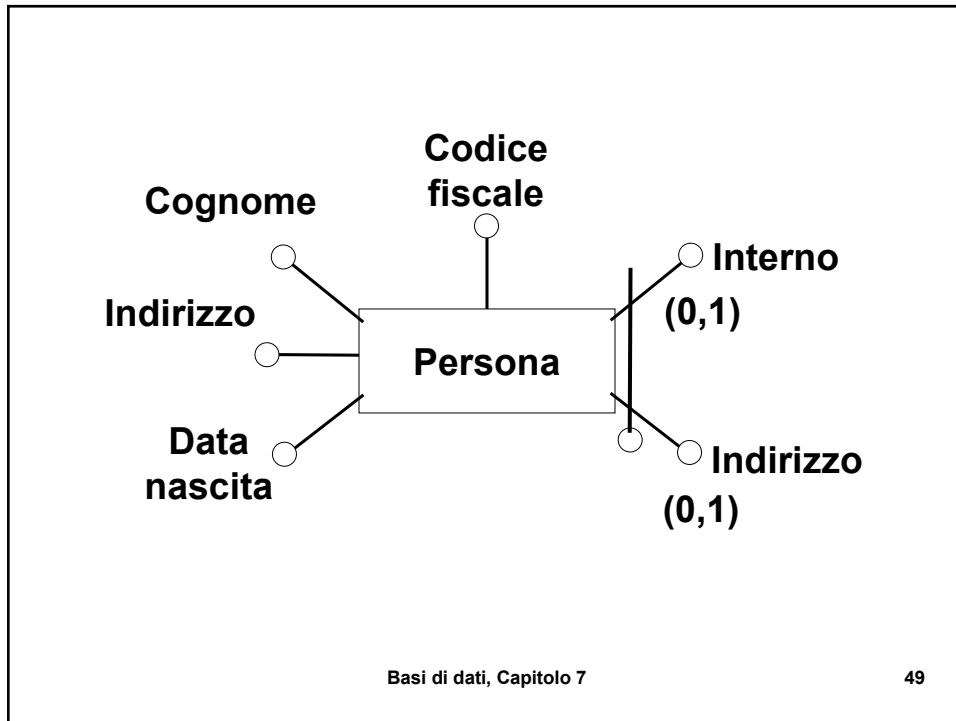 Codice
fiscale
Cognome
Interno
(0,1)
Indirizzo
Persona
Data
nascita
Indirizzo
(0,1)
Basi di dati, Capitolo 7
49